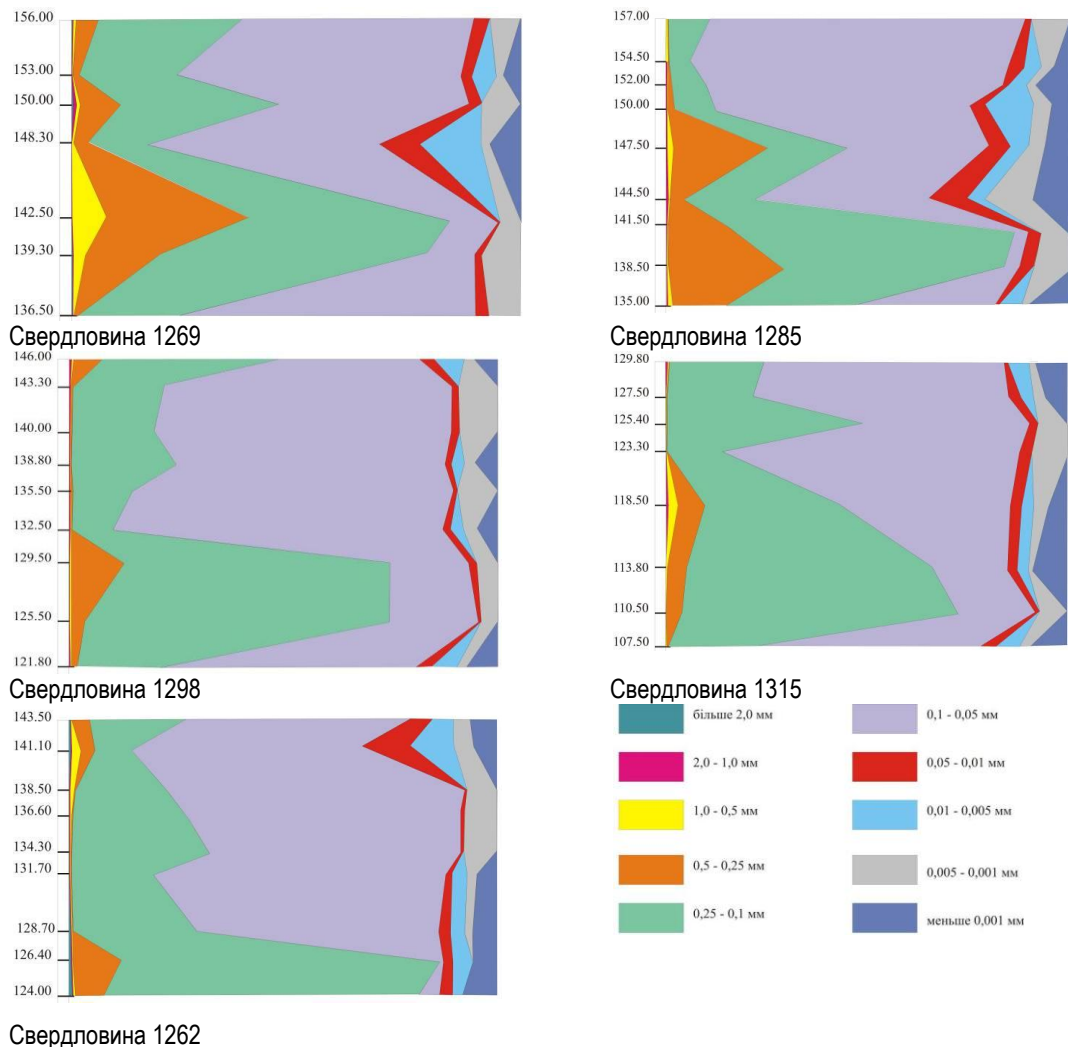 156.00
153.00
150.00
148.30
142.50
139.30
136.50
Свердловина 1269
157.00
154.50
152.00
150.00
147.50
144.50
141.50
138.50
135.00
Свердловина 1285
146.00
143.30
140.00
138.80
135.50
132.50
129.50
125.50
121.80
Свердловина 1298
129.80
127.50
125.40
123.30
118.50
113.80
110.50
107.50
Свердловина 1315
143.50
141.10
138.50
136.60
134.30
131.70
128.70
126.40
124.00
Свердловина 1262
більше 2,0 мм
2,0 - 1,0 мм
1,0 - 0,5 мм
0,5 - 0,25 мм
0,25 - 0,1 мм
0,1 - 0,05 мм
0,05 - 0,01 мм
0,01 - 0,005 мм
0,005 - 0,001 мм
меньше 0,001 мм